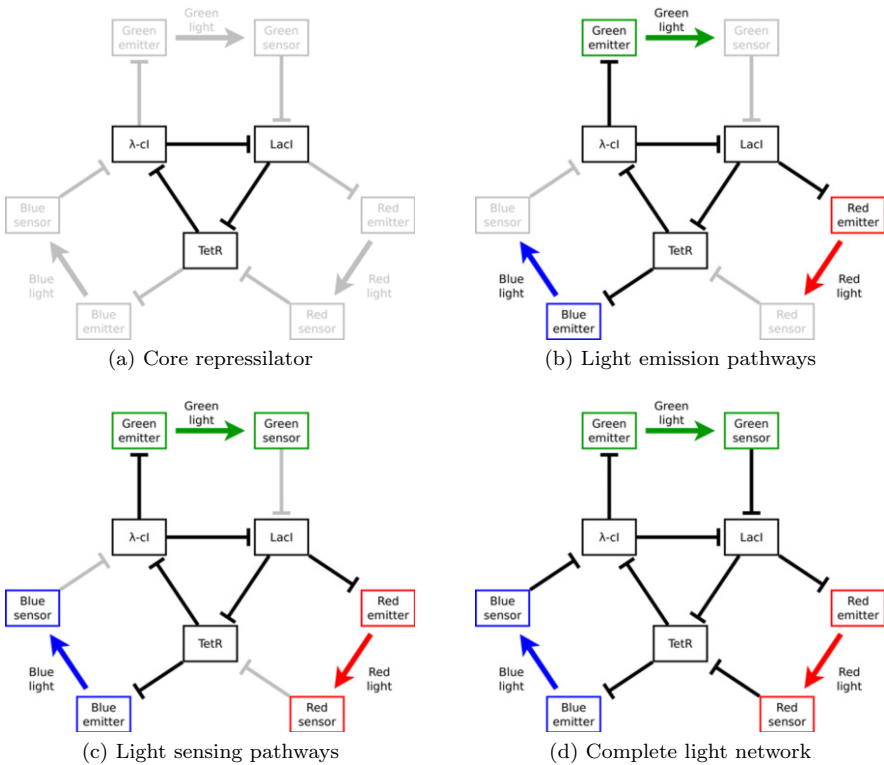 Green
emitter
Green
light
Green
sensor
λ-cI
LacI
Blue
sensor
Red
emitter
TetR
Blue
light
Red
light
Blue
emitter
Red
sensor
(a) Core repressilator
Green
emitter
Green
light
Green
sensor
λ-cI
LacI
Blue
sensor
Red
emitter
TetR
Blue
light
Red
light
Blue
emitter
Red
sensor
(b) Light emission pathways
Green
emitter
Green
light
Green
sensor
λ-cI
LacI
Blue
sensor
Red
emitter
TetR
Blue
light
Red
light
Blue
emitter
Red
sensor
(c) Light sensing pathways
Green
emitter
Green
light
Green
sensor
λ-cI
LacI
Blue
sensor
Red
emitter
TetR
Blue
light
Red
light
Blue
emitter
Red
sensor
(d) Complete light network